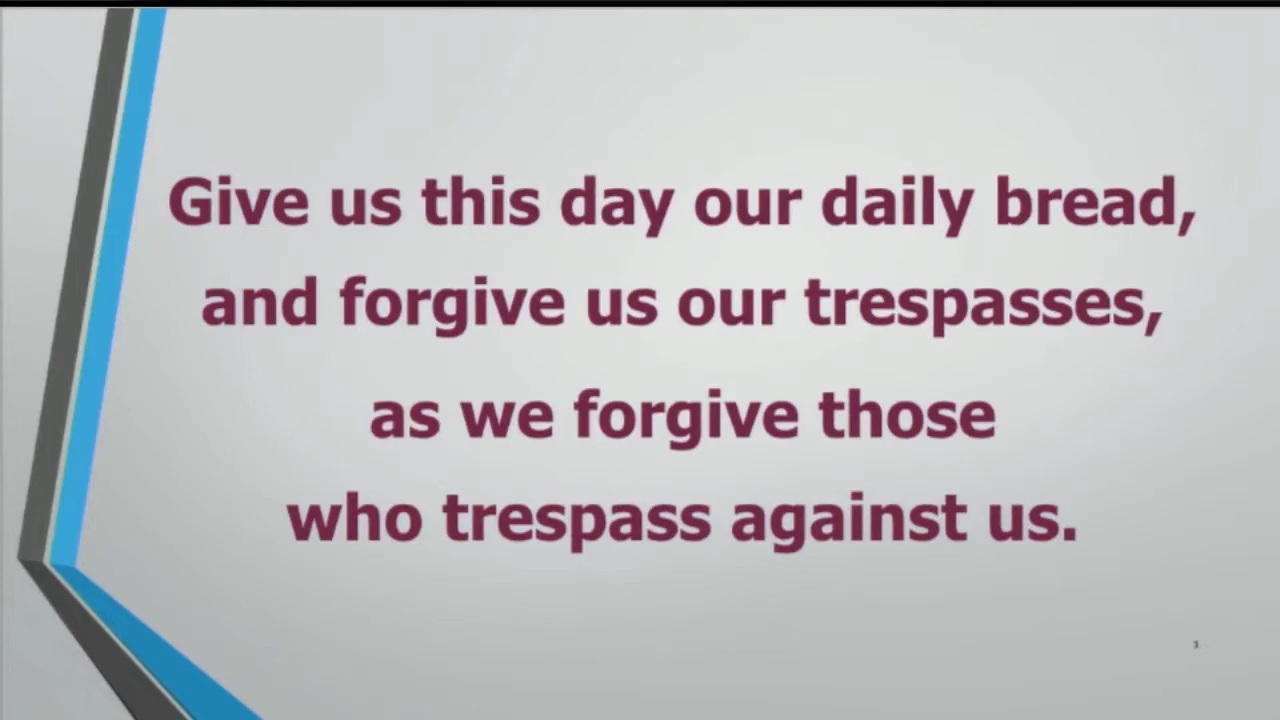 Give us this day our daily bread,
and forgive us our trespasses,
as we forgive those
who trespass against us.